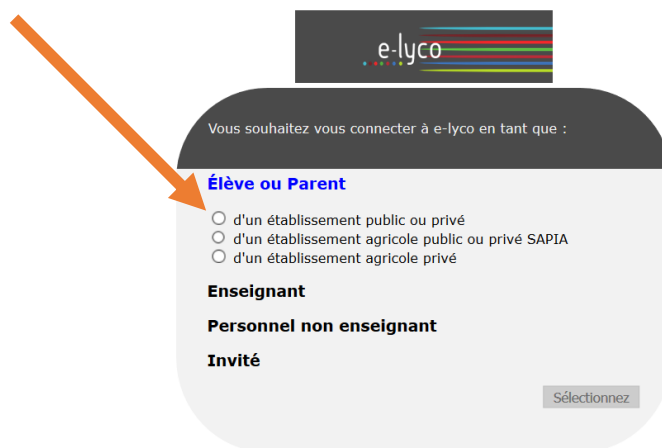 e-lyco
Vous souhaitez vous connecter à e-lyco en tant que :
Élève ou Parent
d'un établissement public ou privé
d'un établissement agricole public ou privé SAPIA
d'un établissement agricole privé
Enseignant
Personnel non enseignant
Invité
Sélectionnez